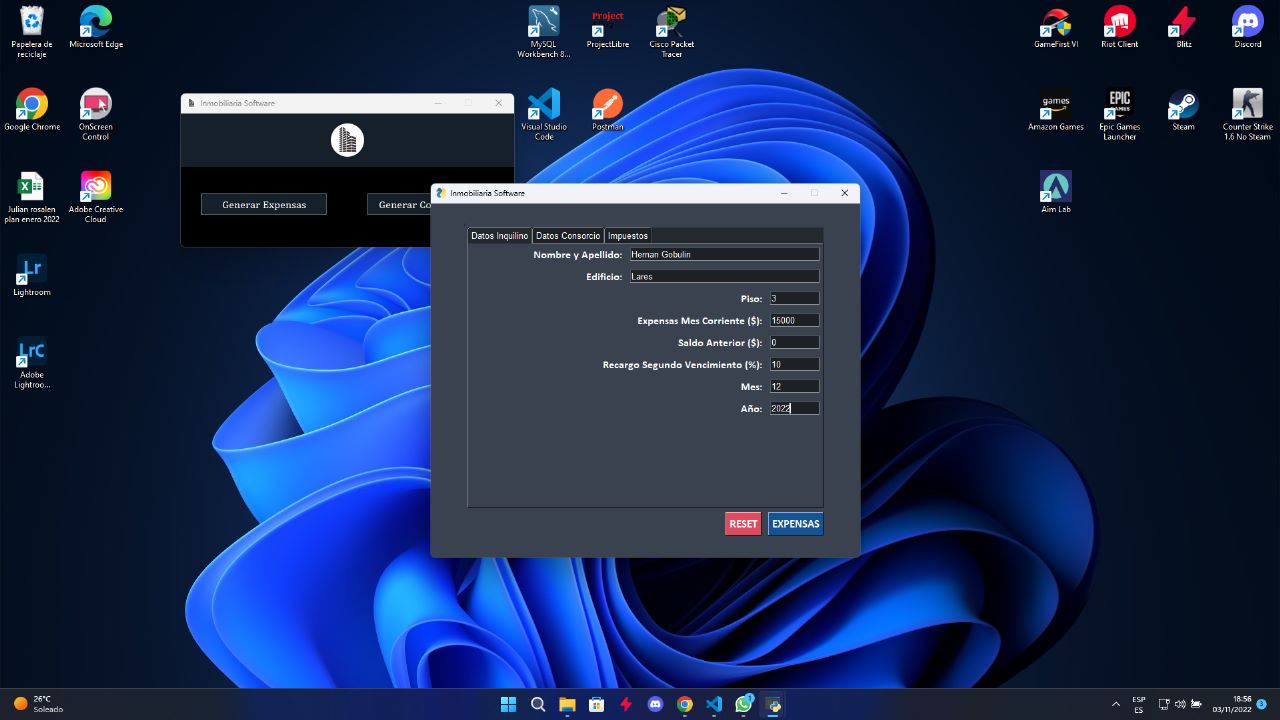 Papelera de
reciclaje
Microsoft Edge
MySQL
Workbench 8...
Project
ProjectLibre
Cisco Packet
Tracer
GameFirst VI
Riot Client
Blitz
Discord
Google Chrome
OnScreen
Control
Visual Studio
Code
Postman
games
Amazon Games
EPIC
GAMES
Epic Games
Launcher
Steam
Counter Strike
1.6 No Steam
Julian rosalen
plan enero 2022
Adobe Creative
Cloud
Aim Lab
Lr
Lightroom
LrC
Adobe
Lightroo...
Inmobiliaria Software
Generar Expensas
Generar Co
Inmobiliaria Software
Datos Inquilino
Datos Consorcio
Impuestos
Nombre y Apellido: Hernan Gobulin
Edificio: Lares
Piso: 3
Expensas Mes Corriente ($): 15000
Saldo Anterior ($): 0
Recargo Segundo Vencimiento (%): 10
Mes: 12
Año: 2022
RESET
EXPENSAS
26°C
Soleado
1
ESP
ES
18:56
03/11/2022
3